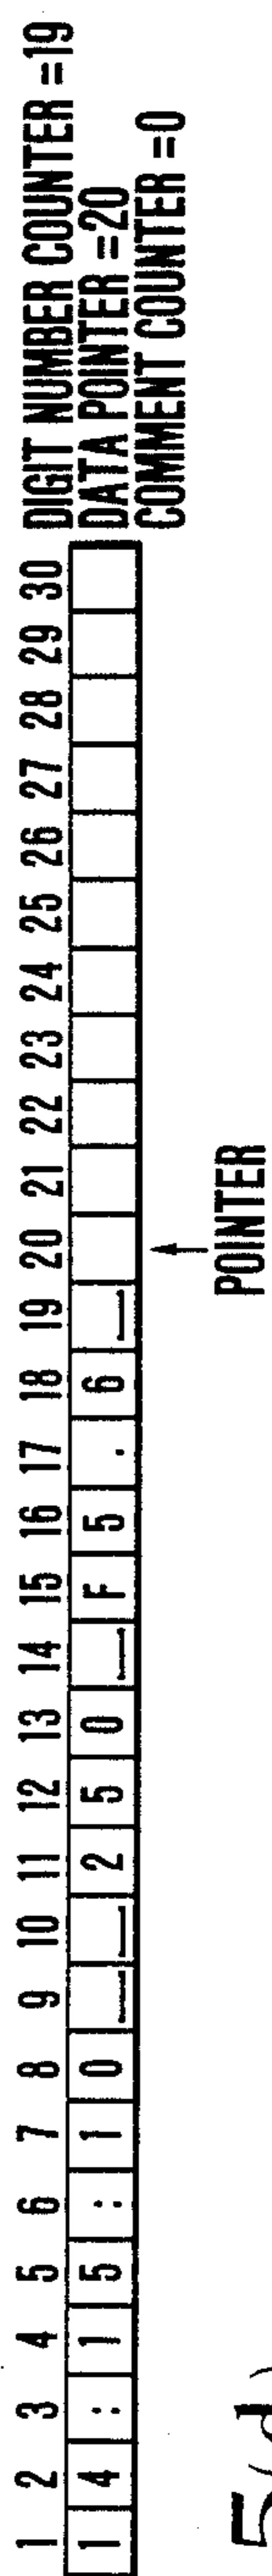 1 2 3 4 5 6 7 8 9 10 11 12 13 14 15 16 17 18 19 20 21 22 23 24 25 26 27 28 29 30
1 4 : 1 5 : 1 0 _ _ 2 5 0 _ F 5 . 6 _
DIGIT NUMBER COUNTER =19
DATA POINTER =20
COMMENT COUNTER =0
POINTER
5(d)